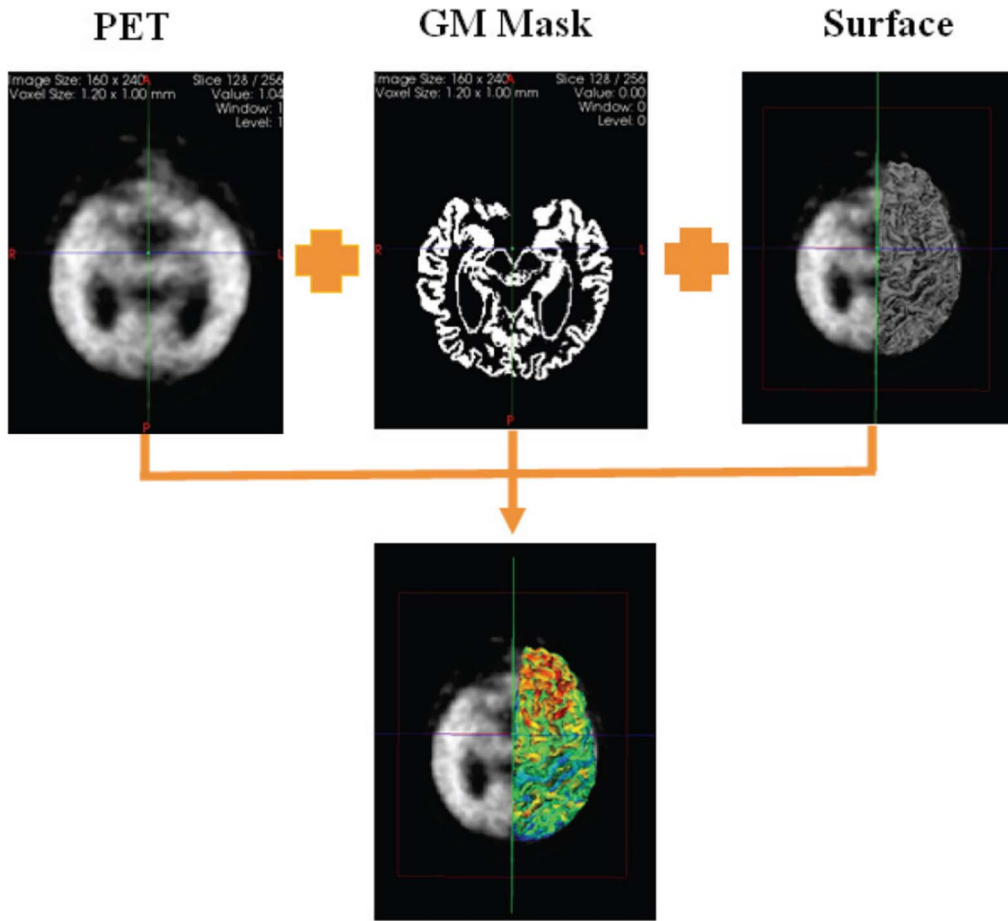 PET
GM Mask
Surface
Image Size: 160 x 240
Voxel Size: 1.20 x 1.00 mm
A
Slice 128 / 256
Value: 1.04
Window: 1
Level: 1
R
L
P
Image Size: 160 x 240
Voxel Size: 1.20 x 1.00 mm
A
Slice 128 / 256
Value: 0.00
Window: 0
Level: 0
R
L
P